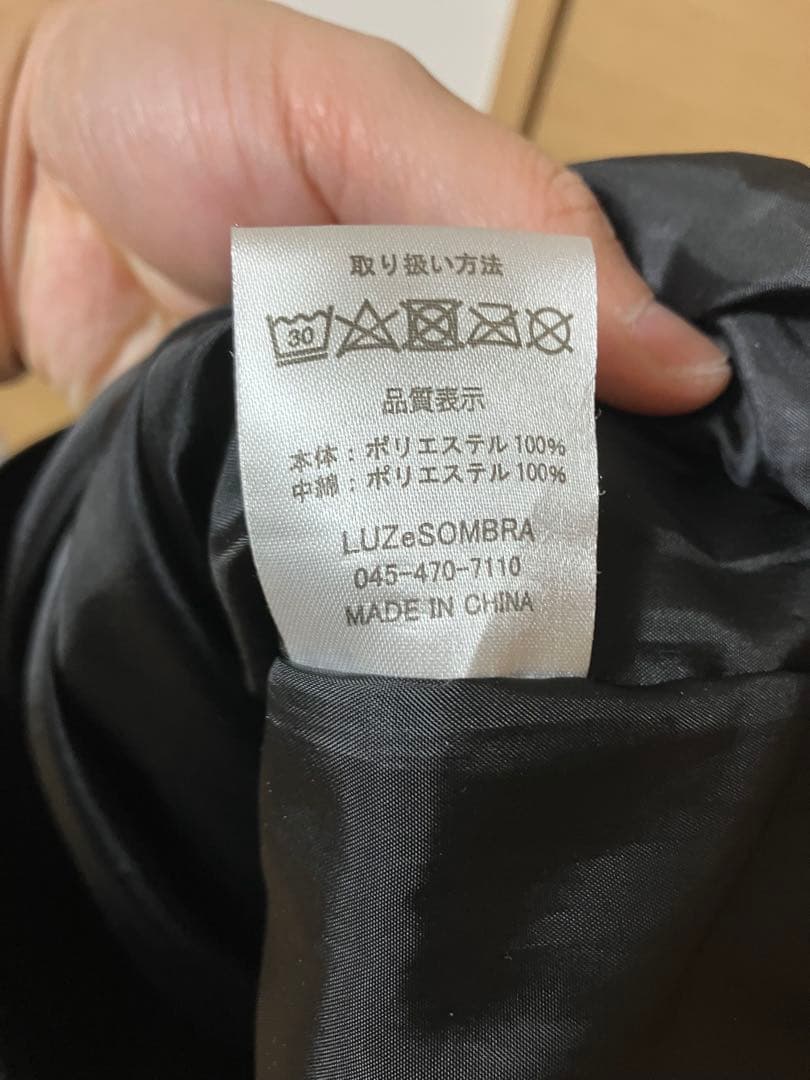 取り扱い方法
30
品質表示
本体：ポリエステル100%
中綿：ポリエステル100%
LUZeSOMBRA
045-470-7110
MADE IN CHINA